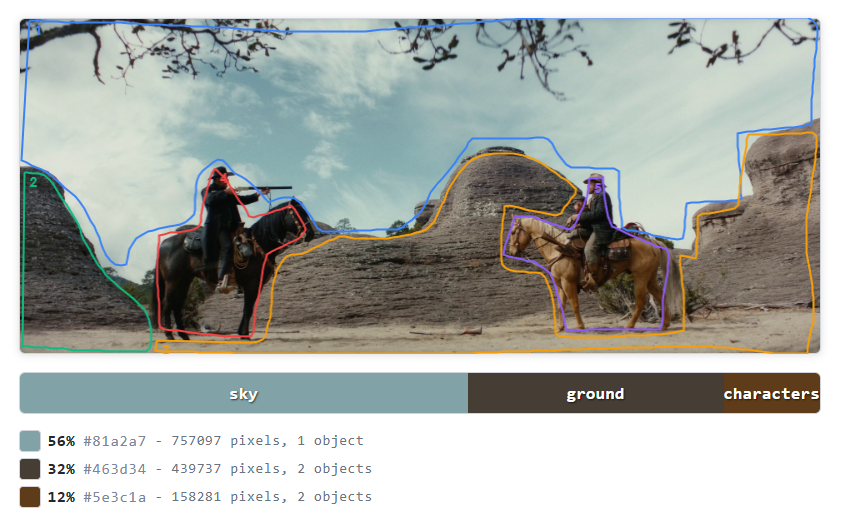 2
sky ground characters
56% #81a2a7 - 757097 pixels, 1 object
32% #463d34 - 439737 pixels, 2 objects
12% #5e3c1a - 158281 pixels, 2 objects